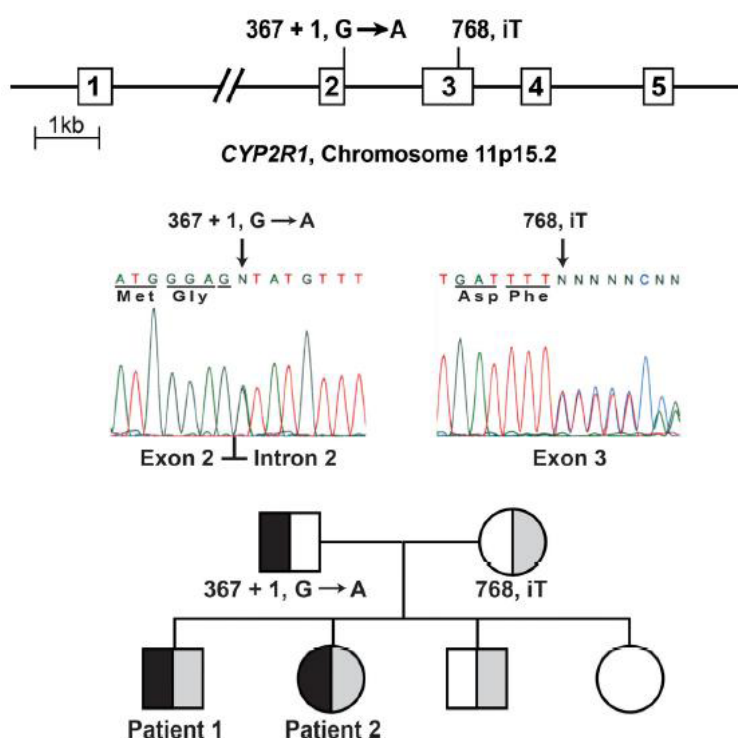 367 + 1, G → A 768, iT
1 2 3 4 5
1kb
CYP2R1, Chromosome 11p15.2
367 + 1, G → A 768, iT
A T G G G A G N T A T G T T T T G A T T T T N N N N N C N N
Met Gly Asp Phe
Exon 2 Intron 2 Exon 3
367 + 1, G → A 768, iT
Patient 1 Patient 2